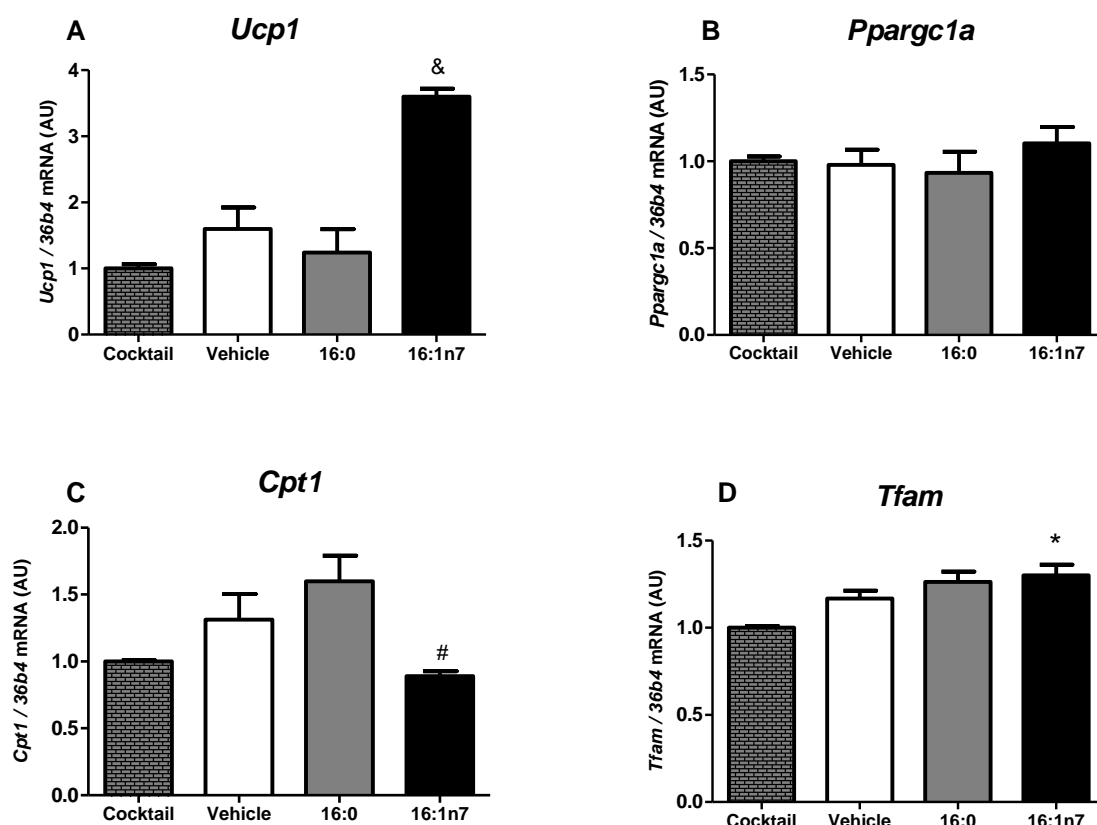 A
Ucp1
Ucp1 / 36b4 mRNA (AU)
4
3
2
1
0
&
Cocktail Vehicle 16:0 16:1n7
B
Ppargc1a
Ppargc1a / 36b4 mRNA (AU)
1.5
1.0
0.5
0.0
Cocktail Vehicle 16:0 16:1n7
C
Cpt1
Cpt1 / 36b4 mRNA (AU)
2.0
1.5
1.0
0.5
0.0
#
Cocktail Vehicle 16:0 16:1n7
D
Tfam
Tfam / 36b4 mRNA (AU)
1.5
1.0
0.5
0.0
*
Cocktail Vehicle 16:0 16:1n7